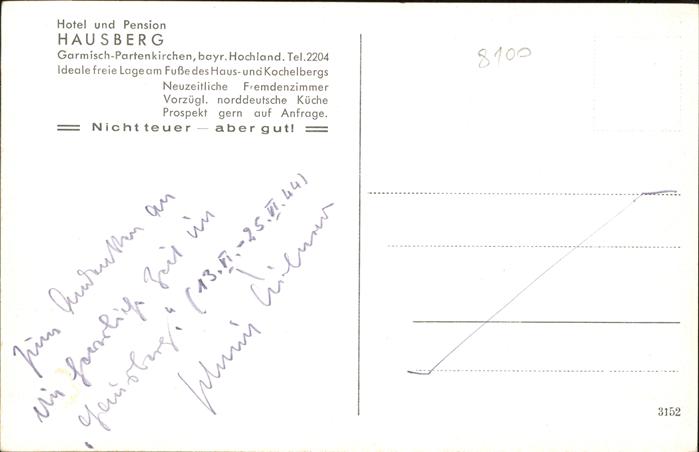 Hotel und Pension
HAUSBERG
Garmisch-Partenkirchen, bayr. Hochland. Tel. 2204
Ideale freie Lage am Fuße des Haus- und Kochelbergs
Neuzeitliche Fremdenzimmer
Vorzügl. norddeutsche Küche
Prospekt gern auf Anfrage.
Nicht teuer — aber gut!
Zum Andenken an
die herrliche Zeit im
„Hausberg." (13.VI.-25.VI.44)
8100
3152